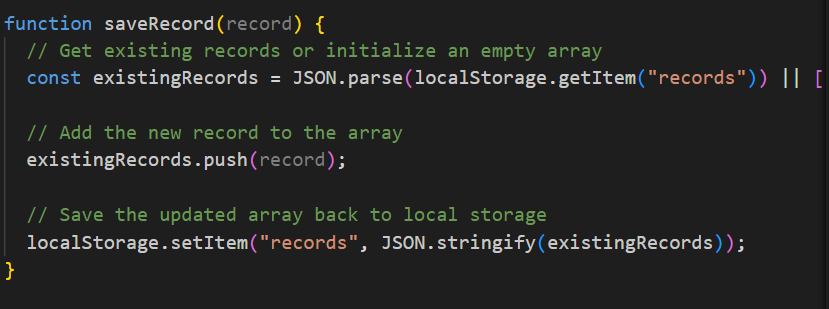 function saveRecord(record) {
  // Get existing records or initialize an empty array
  const existingRecords = JSON.parse(localStorage.getItem("records")) || [

  // Add the new record to the array
  existingRecords.push(record);

  // Save the updated array back to local storage
  localStorage.setItem("records", JSON.stringify(existingRecords));
}